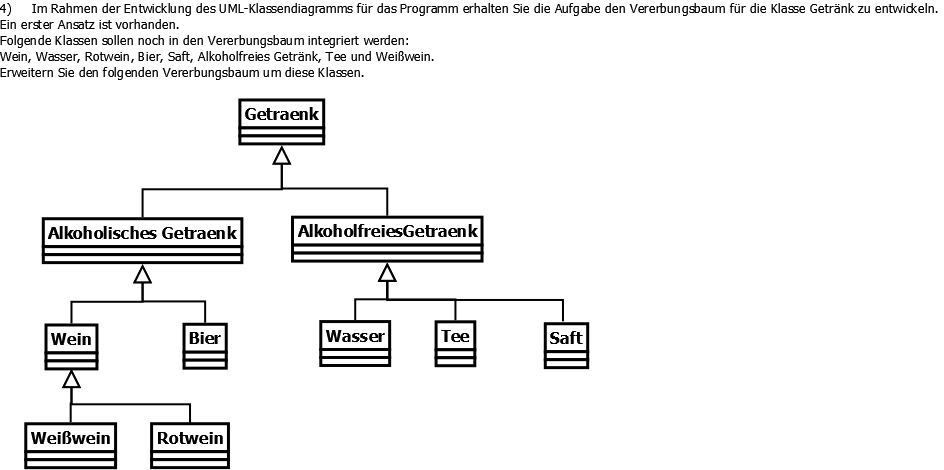 4) Im Rahmen der Entwicklung des UML-Klassendiagramms für das Programm erhalten Sie die Aufgabe den Vererbungsbaum für die Klasse Getränk zu entwickeln.
Ein erster Ansatz ist vorhanden.
Folgende Klassen sollen noch in den Vererbungsbaum integriert werden:
Wein, Wasser, Rotwein, Bier, Saft, Alkoholfreies Getränk, Tee und Weißwein.
Erweitern Sie den folgenden Vererbungsbaum um diese Klassen.
Getraenk
Alkoholisches Getraenk
AlkoholfreiesGetraenk
Wein
Bier
Wasser
Tee
Saft
Weißwein
Rotwein